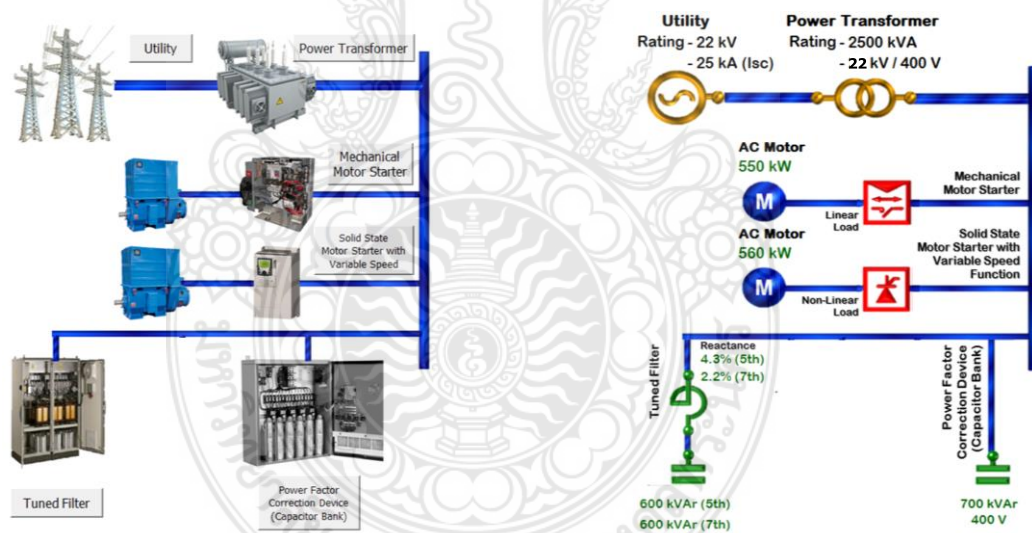 Utility
Power Transformer
Mechanical
Motor Starter
Solid State
Motor Starter with
Variable Speed
Tuned Filter
Power Factor
Correction Device
(Capacitor Bank)
Utility
Rating - 22 kV
- 25 kA (Isc)
Power Transformer
Rating - 2500 kVA
- 22 kV / 400 V
AC Motor
550 kW
M
Linear
Load
Mechanical
Motor Starter
AC Motor
560 kW
M
Non-Linear
Load
Solid State
Motor Starter with
Variable Speed
Function
Tuned Filter
Reactance
4.3% (5th)
2.2% (7th)
600 kVAr (5th)
600 kVAr (7th)
Power Factor
Correction Device
(Capacitor Bank)
700 kVAr
400 V